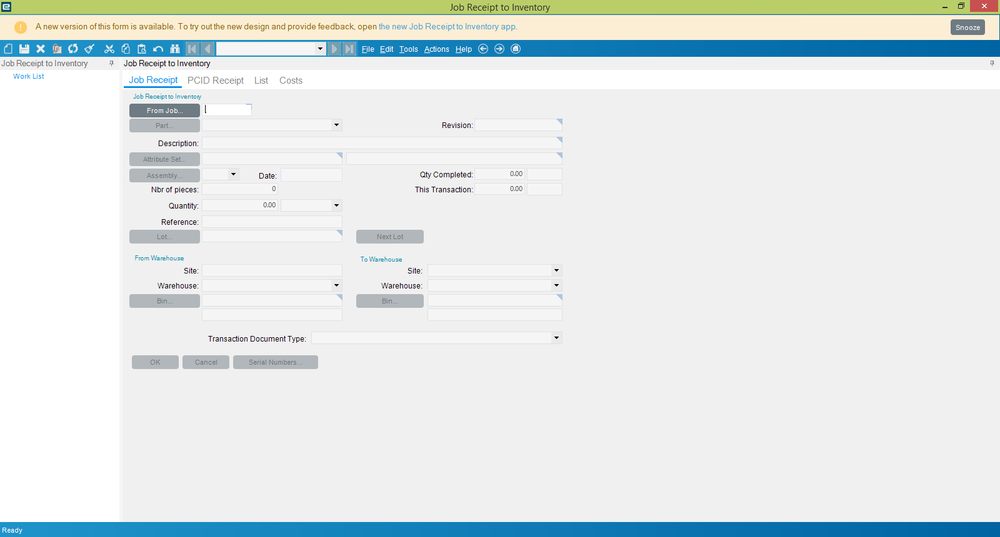 Job Receipt to Inventory
A new version of this form is available. To try out the new design and provide feedback, open the new Job Receipt to Inventory app.
Snooze
File Edit Tools Actions Help
Job Receipt to Inventory
Work List
Job Receipt to Inventory
Job Receipt PCID Receipt List Costs
Job Receipt to Inventory
From Job...
Part... Revision:
Description:
Attribute Set...
Assembly... Date: Qty Completed: 0.00
Nbr of pieces: 0 This Transaction: 0.00
Quantity: 0.00
Reference:
Lot... Next Lot
From Warehouse To Warehouse
Site: Site:
Warehouse: Warehouse:
Bin... Bin...
Transaction Document Type:
OK Cancel Serial Numbers...
Ready